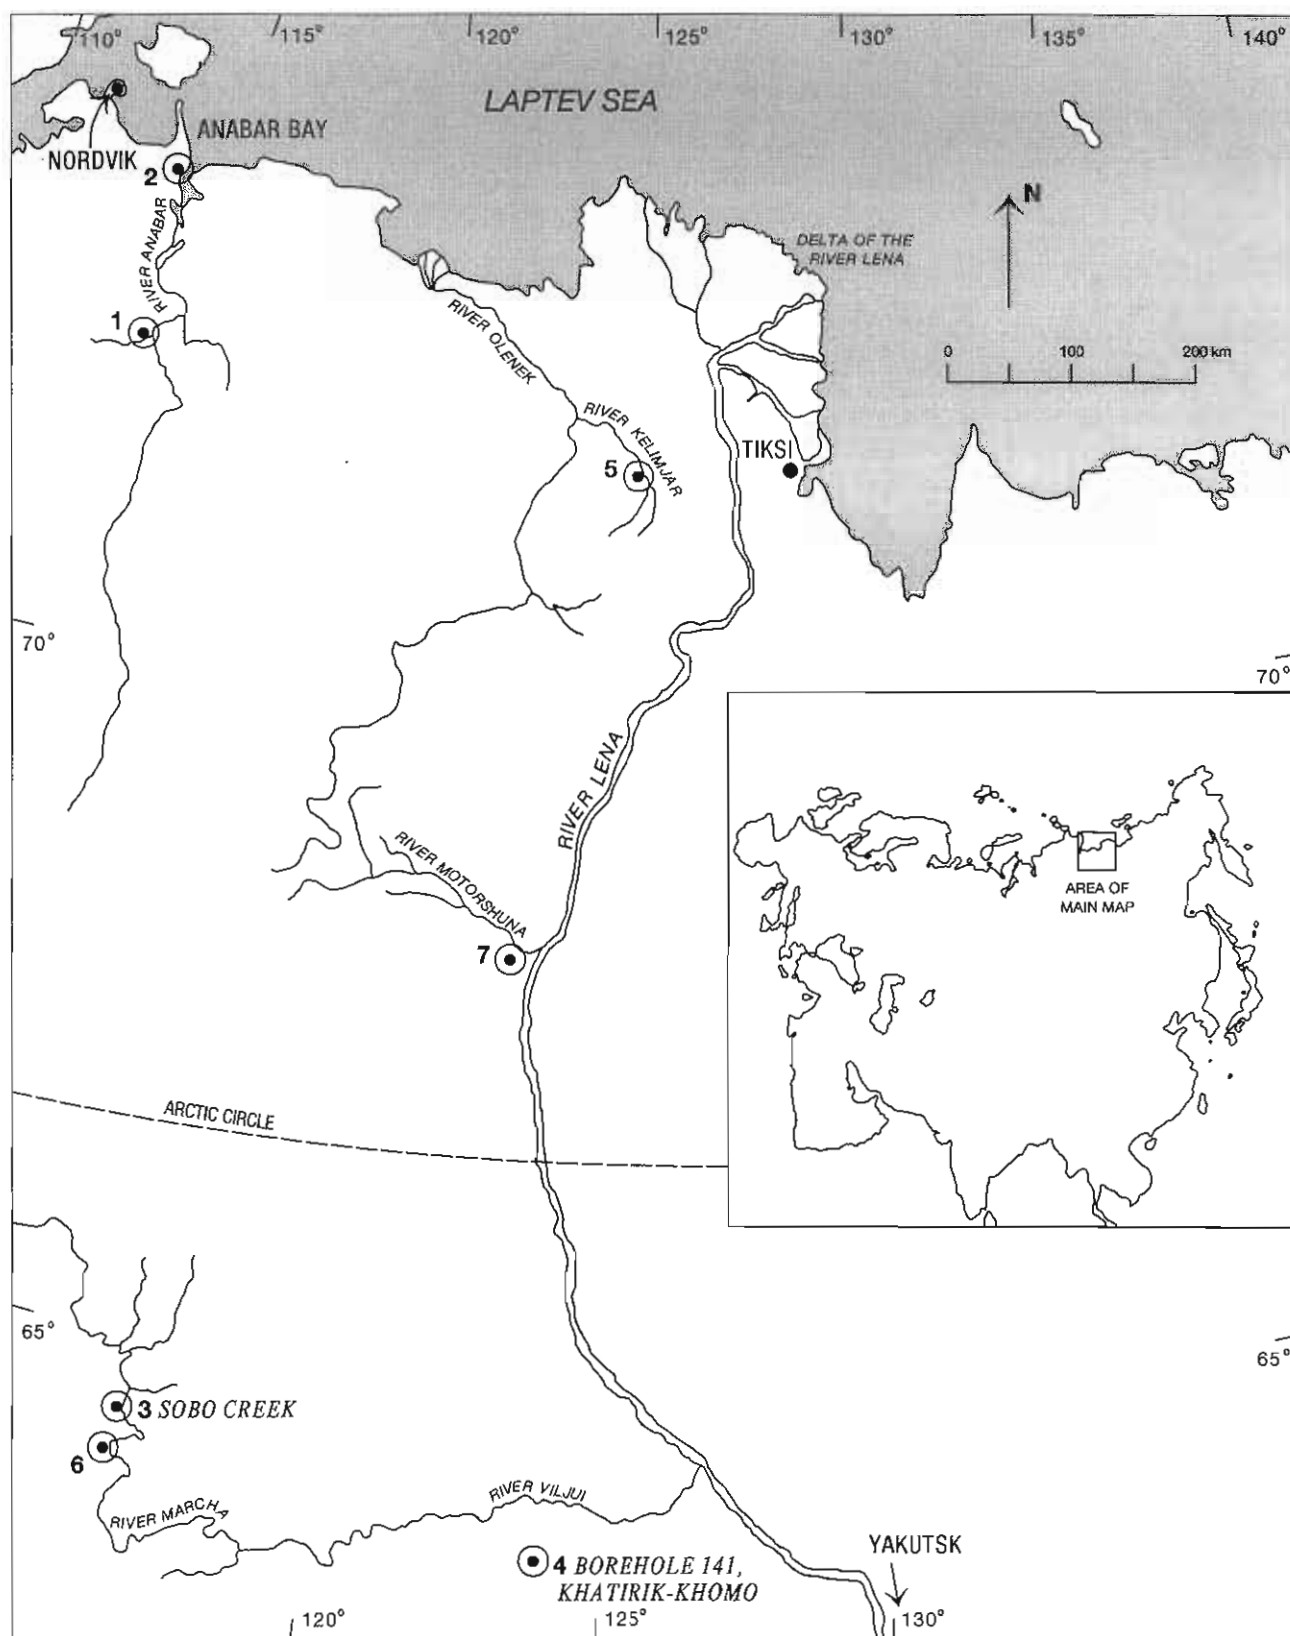 110° 115° 120° 125° 130° 135° 140°
LAPTEV SEA
ANABAR BAY
NORDVIK
2
N
RIVER ANABAR
DELTA OF THE
RIVER LENA
1
RIVER OLENEK
0 100 200 km
RIVER KELIMJAR
TIKSI
5
70°
70°
RIVER LENA
RIVER MOTORSHUNA
AREA OF
MAIN MAP
7
ARCTIC CIRCLE
65°
65°
3 SOBO CREEK
6
RIVER MARCHA
RIVER VILJUI
YAKUTSK
4 BOREHOLE 141,
KHATIRIK-KHOMO
120° 125° 130°